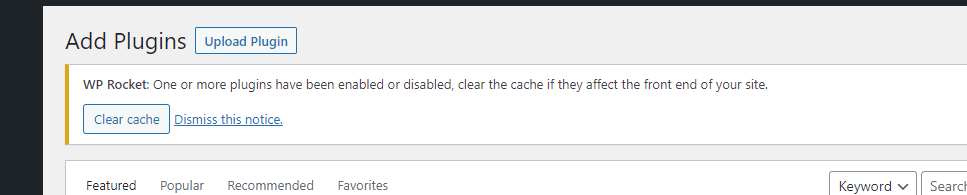 Add Plugins Upload Plugin
WP Rocket: One or more plugins have been enabled or disabled, clear the cache if they affect the front end of your site.
Clear cache Dismiss this notice.
Featured Popular Recommended Favorites Keyword Search